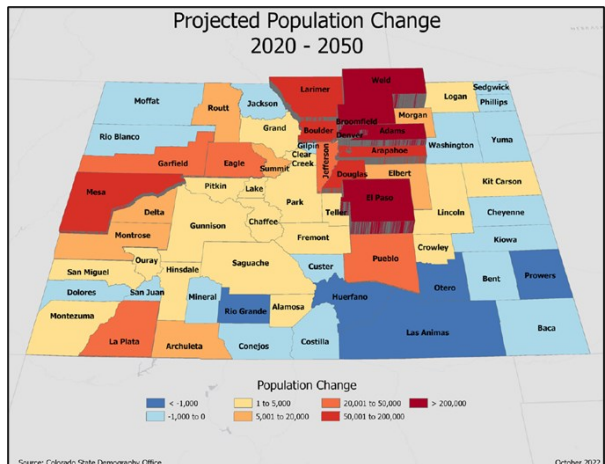 Projected Population Change
2020 - 2050
Moffat
Routt
Jackson
Larimer
Weld
Logan
Sedgwick
Phillips
Rio Blanco
Grand
Boulder
Broomfield
Morgan
Gilpin
Denver
Adams
Washington
Yuma
Clear
Creek
Jefferson
Arapahoe
Garfield
Eagle
Summit
Douglas
Elbert
Kit Carson
Mesa
Pitkin
Lake
Park
El Paso
Delta
Gunnison
Chaffee
Teller
Lincoln
Cheyenne
Montrose
Fremont
Kiowa
Ouray
Crowley
San Miguel
Hinsdale
Saguache
Custer
Pueblo
Dolores
San Juan
Mineral
Huerfano
Otero
Bent
Prowers
Montezuma
Rio Grande
Alamosa
Las Animas
La Plata
Archuleta
Conejos
Costilla
Baca
Population Change
< -1,000
1 to 5,000
20,001 to 50,000
> 200,000
-1,000 to 0
5,001 to 20,000
50,001 to 200,000
Source: Colorado State Demography Office
October 2022